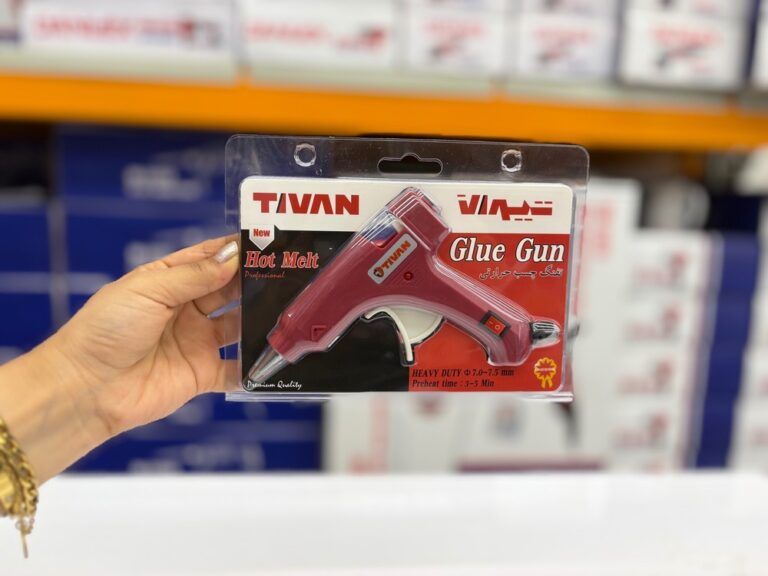 TIVAN
تیوان
New
Hot Melt
Professional
TIVAN
Glue Gun
تفنگ چسب حرارتی
HEAVY DUTY Φ 7.0~7.5 mm
Preheat time : 3~5 Min
Premium Quality